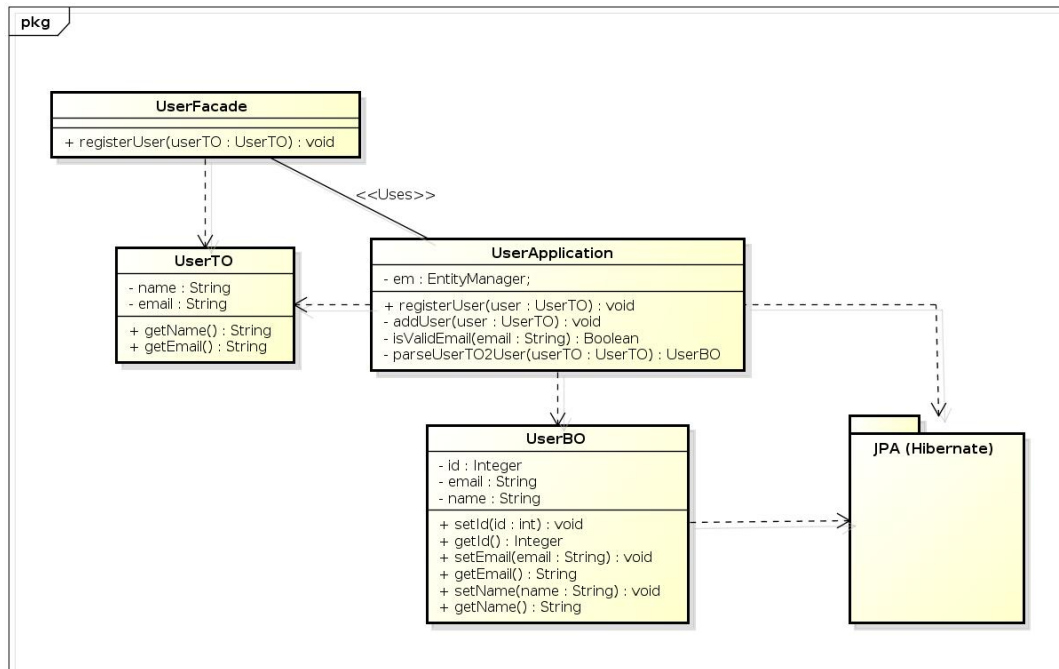 pkg
UserFacade
+ registerUser(userTO : UserTO) : void
<<Uses>>
UserTO
- name : String
- email : String
+ getName() : String
+ getEmail() : String
UserApplication
- em : EntityManager;
+ registerUser(user : UserTO) : void
- addUser(user : UserTO) : void
- isValidEmail(email : String) : Boolean
- parseUserTO2User(userTO : UserTO) : UserBO
UserBO
- id : Integer
- email : String
- name : String
+ setId(id : int) : void
+ getId() : Integer
+ setEmail(email : String) : void
+ getEmail() : String
+ setName(name : String) : void
+ getName() : String
JPA (Hibernate)